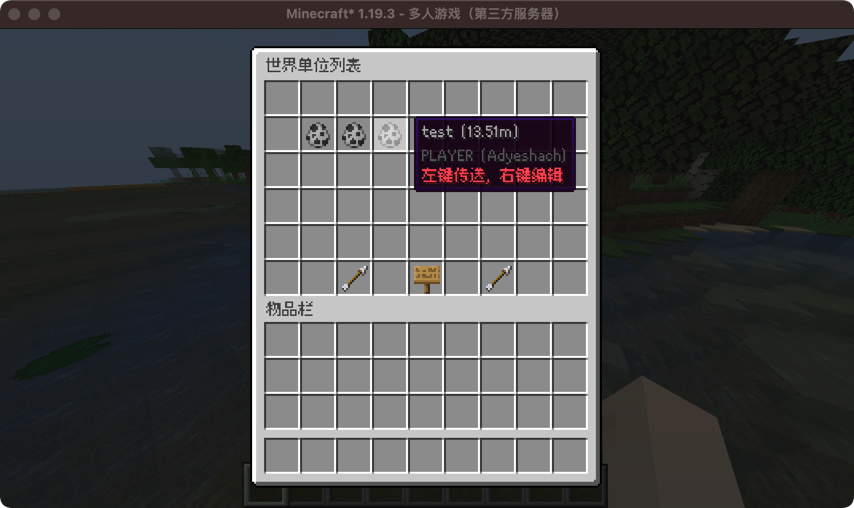 Minecraft* 1.19.3 - 多人游戏（第三方服务器）
世界单位列表
test (13.51m)
PLAYER (Adyeshach)
左键传送, 右键编辑
物品栏